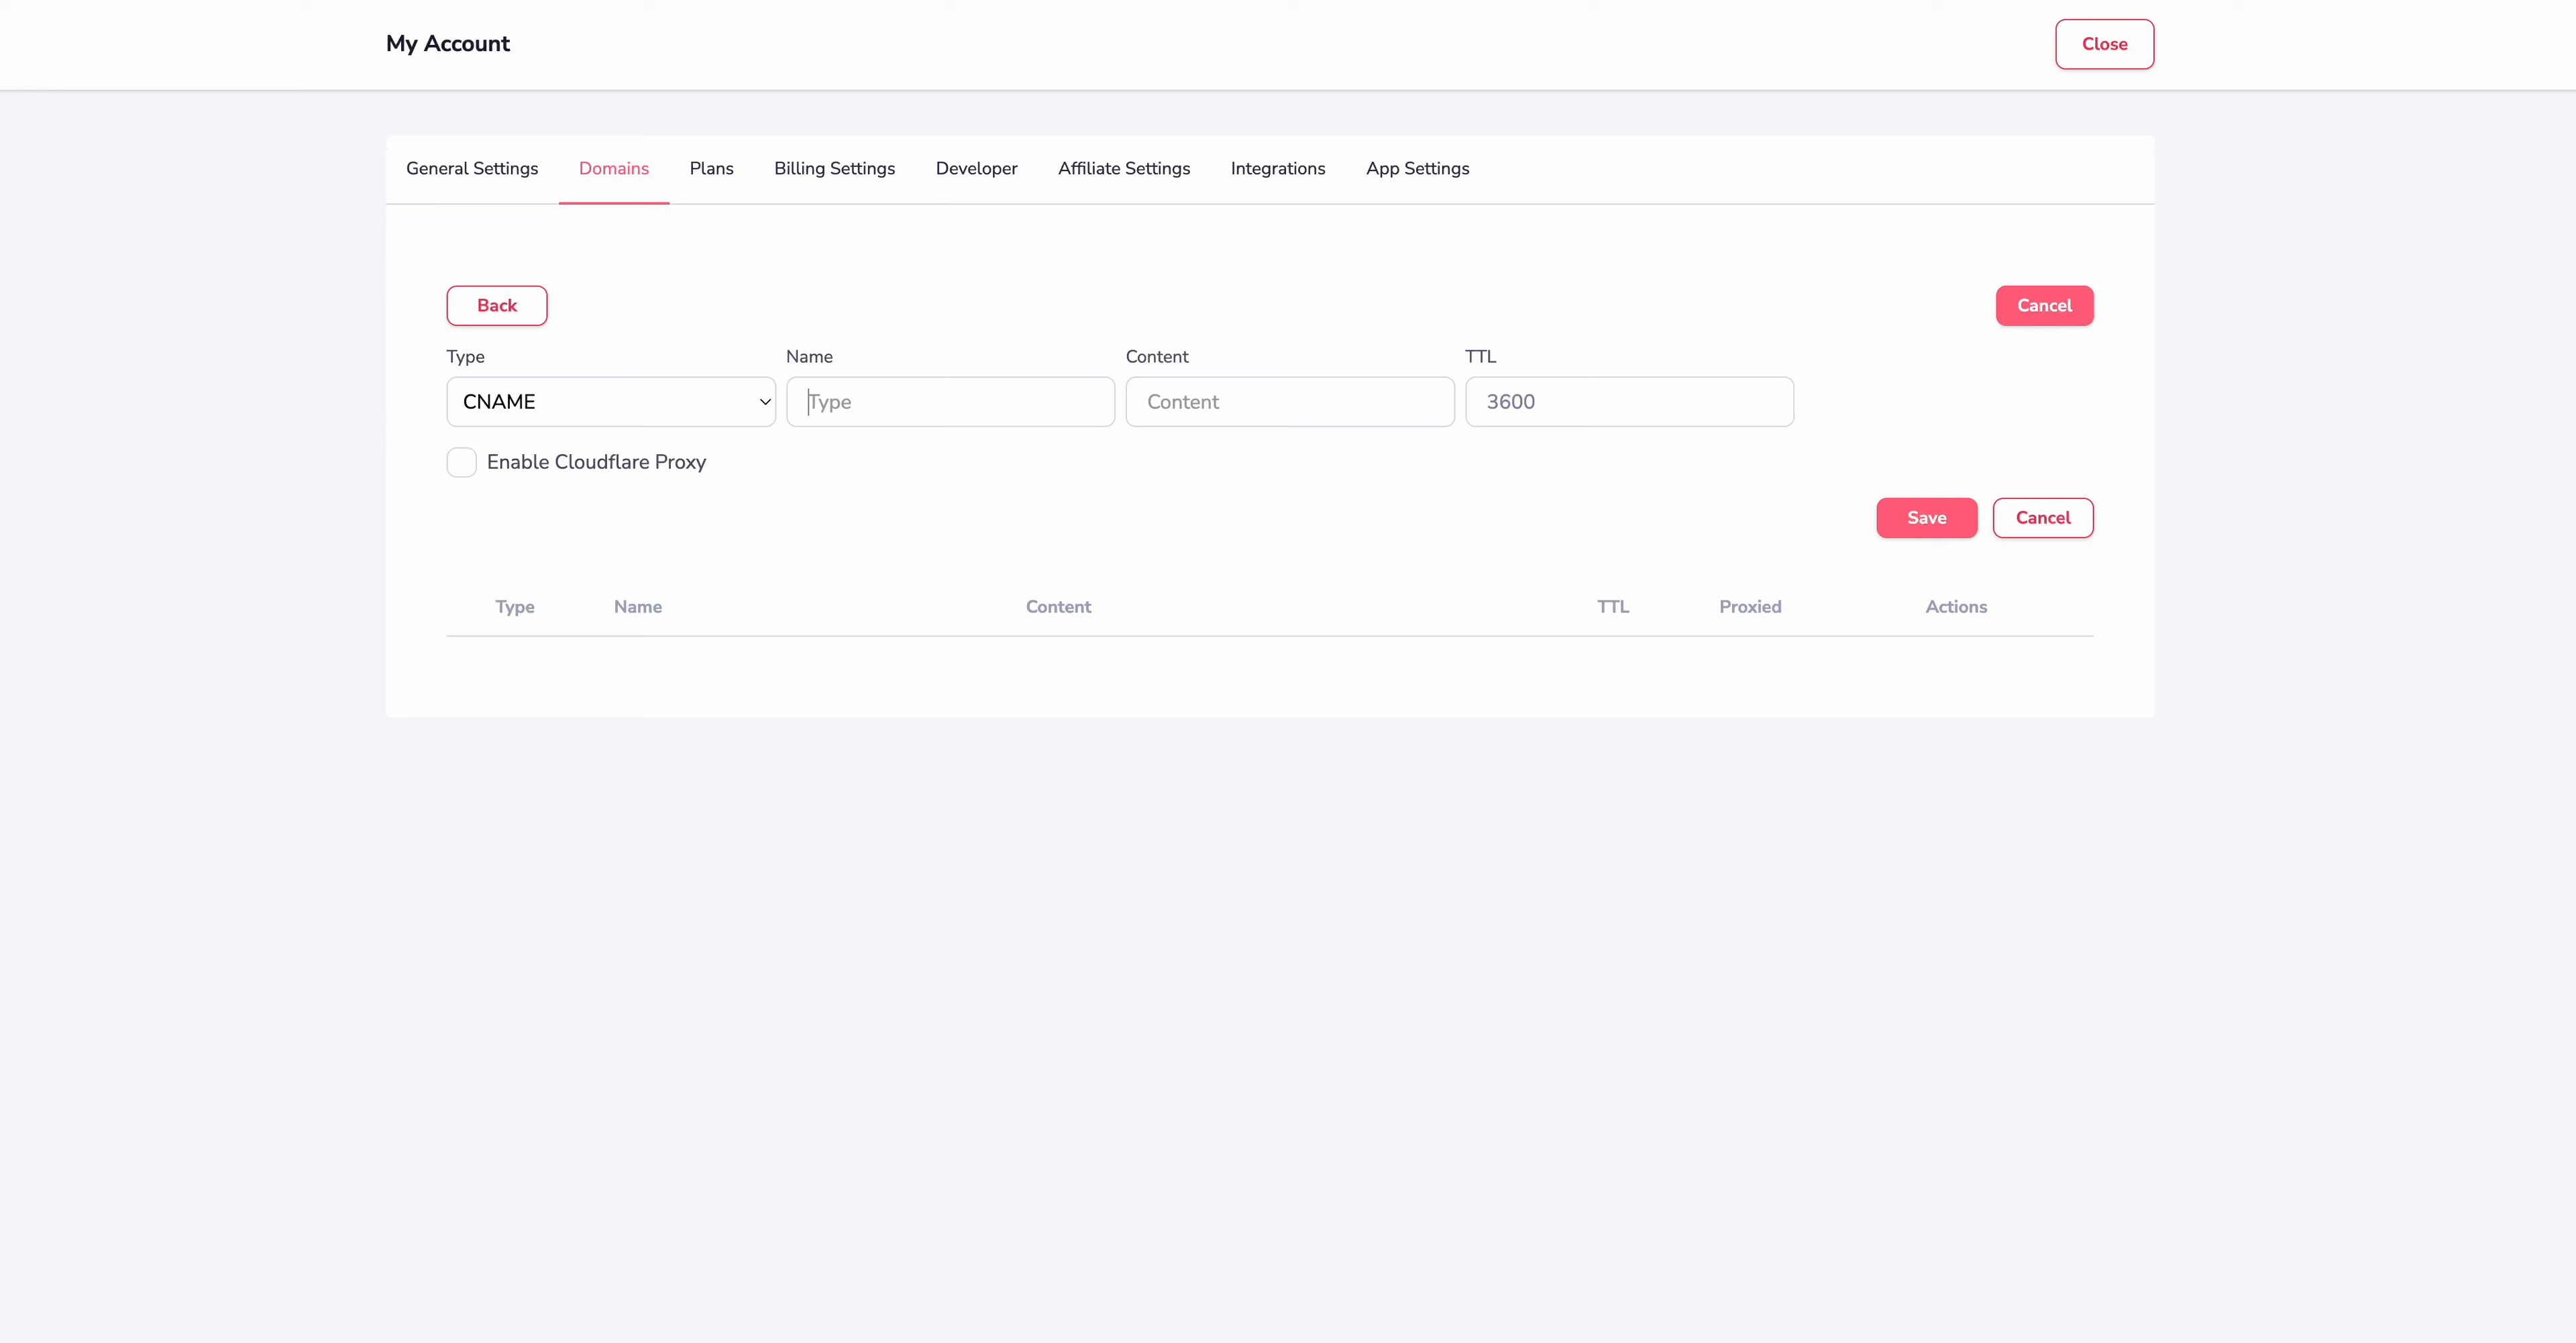 My Account
Close
General Settings Domains Plans Billing Settings Developer Affiliate Settings Integrations App Settings
Back
Cancel
Type Name Content TTL
CNAME Type Content 3600
Enable Cloudflare Proxy
Save Cancel
Type Name Content TTL Proxied Actions